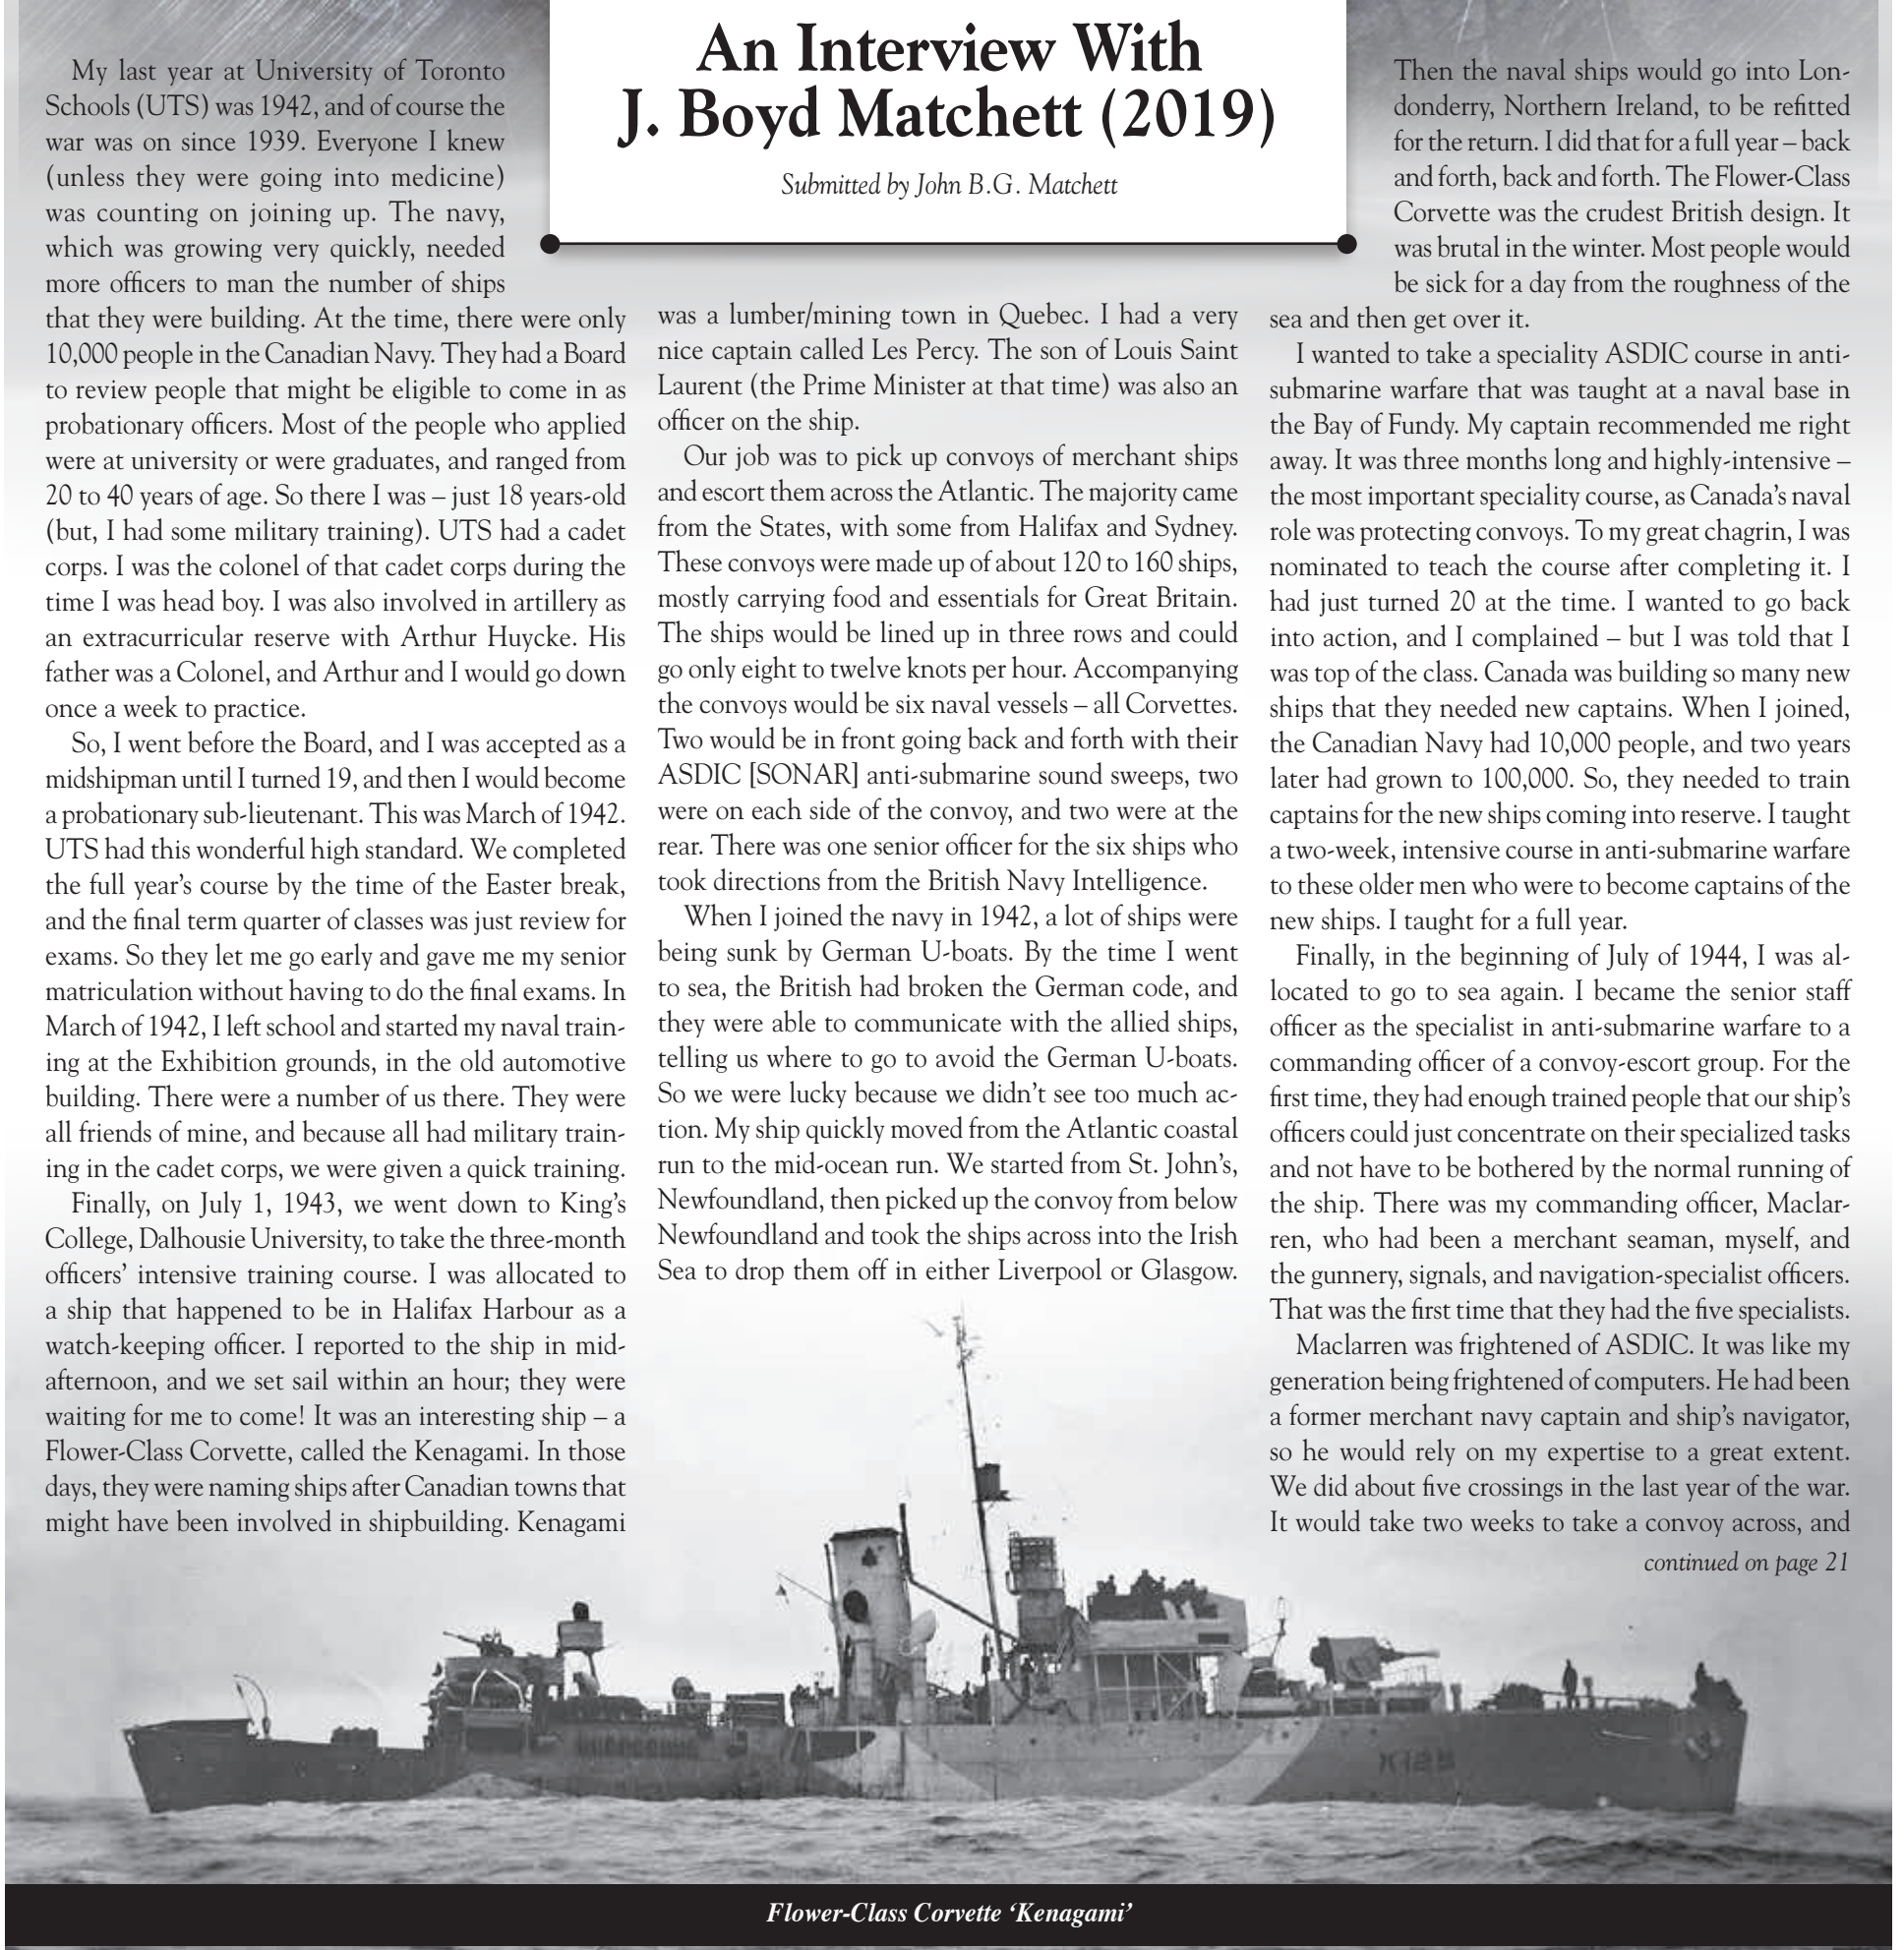 An Interview With
J. Boyd Matchett (2019)
Submitted by John B.G. Matchett
My last year at University of Toronto
Schools (UTS) was 1942, and of course the
war was on since 1939. Everyone I knew
(unless they were going into medicine)
was counting on joining up. The navy,
which was growing very quickly, needed
more officers to man the number of ships
that they were building. At the time, there were only
10,000 people in the Canadian Navy. They had a Board
to review people that might be eligible to come in as
probationary officers. Most of the people who applied
were at university or were graduates, and ranged from
20 to 40 years of age. So there I was – just 18 years-old
(but, I had some military training). UTS had a cadet
corps. I was the colonel of that cadet corps during the
time I was head boy. I was also involved in artillery as
an extracurricular reserve with Arthur Huycke. His
father was a Colonel, and Arthur and I would go down
once a week to practice.
So, I went before the Board, and I was accepted as a
midshipman until I turned 19, and then I would become
a probationary sub-lieutenant. This was March of 1942.
UTS had this wonderful high standard. We completed
the full year's course by the time of the Easter break,
and the final term quarter of classes was just review for
exams. So they let me go early and gave me my senior
matriculation without having to do the final exams. In
March of 1942, I left school and started my naval train-
ing at the Exhibition grounds, in the old automotive
building. There were a number of us there. They were
all friends of mine, and because all had military train-
ing in the cadet corps, we were given a quick training.
Finally, on July 1, 1943, we went down to King's
College, Dalhousie University, to take the three-month
officers' intensive training course. I was allocated to
a ship that happened to be in Halifax Harbour as a
watch-keeping officer. I reported to the ship in mid-
afternoon, and we set sail within an hour; they were
waiting for me to come! It was an interesting ship – a
Flower-Class Corvette, called the Kenagami. In those
days, they were naming ships after Canadian towns that
might have been involved in shipbuilding. Kenagami
was a lumber/mining town in Quebec. I had a very
nice captain called Les Percy. The son of Louis Saint
Laurent (the Prime Minister at that time) was also an
officer on the ship.
Our job was to pick up convoys of merchant ships
and escort them across the Atlantic. The majority came
from the States, with some from Halifax and Sydney.
These convoys were made up of about 120 to 160 ships,
mostly carrying food and essentials for Great Britain.
The ships would be lined up in three rows and could
go only eight to twelve knots per hour. Accompanying
the convoys would be six naval vessels – all Corvettes.
Two would be in front going back and forth with their
ASDIC [SONAR] anti-submarine sound sweeps, two
were on each side of the convoy, and two were at the
rear. There was one senior officer for the six ships who
took directions from the British Navy Intelligence.
When I joined the navy in 1942, a lot of ships were
being sunk by German U-boats. By the time I went
to sea, the British had broken the German code, and
they were able to communicate with the allied ships,
telling us where to go to avoid the German U-boats.
So we were lucky because we didn't see too much ac-
tion. My ship quickly moved from the Atlantic coastal
run to the mid-ocean run. We started from St. John's,
Newfoundland, then picked up the convoy from below
Newfoundland and took the ships across into the Irish
Sea to drop them off in either Liverpool or Glasgow.
Then the naval ships would go into Lon-
donderry, Northern Ireland, to be refitted
for the return. I did that for a full year – back
and forth, back and forth. The Flower-Class
Corvette was the crudest British design. It
was brutal in the winter. Most people would
be sick for a day from the roughness of the
sea and then get over it.
I wanted to take a speciality ASDIC course in anti-
submarine warfare that was taught at a naval base in
the Bay of Fundy. My captain recommended me right
away. It was three months long and highly-intensive –
the most important speciality course, as Canada's naval
role was protecting convoys. To my great chagrin, I was
nominated to teach the course after completing it. I
had just turned 20 at the time. I wanted to go back
into action, and I complained – but I was told that I
was top of the class. Canada was building so many new
ships that they needed new captains. When I joined,
the Canadian Navy had 10,000 people, and two years
later had grown to 100,000. So, they needed to train
captains for the new ships coming into reserve. I taught
a two-week, intensive course in anti-submarine warfare
to these older men who were to become captains of the
new ships. I taught for a full year.
Finally, in the beginning of July of 1944, I was al-
located to go to sea again. I became the senior staff
officer as the specialist in anti-submarine warfare to a
commanding officer of a convoy-escort group. For the
first time, they had enough trained people that our ship's
officers could just concentrate on their specialized tasks
and not have to be bothered by the normal running of
the ship. There was my commanding officer, Maclar-
ren, who had been a merchant seaman, myself, and
the gunnery, signals, and navigation-specialist officers.
That was the first time that they had the five specialists.
Maclarren was frightened of ASDIC. It was like my
generation being frightened of computers. He had been
a former merchant navy captain and ship's navigator,
so he would rely on my expertise to a great extent.
We did about five crossings in the last year of the war.
It would take two weeks to take a convoy across, and
continued on page 21
K125
Flower-Class Corvette 'Kenagami'